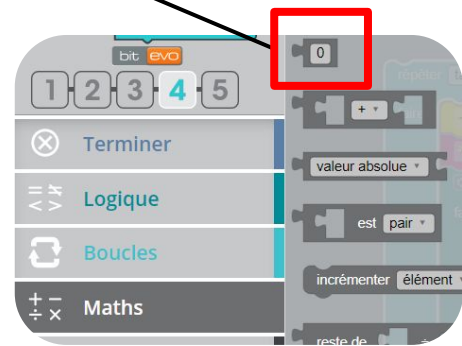 bit evo
1 2 3 4 5
Terminer
Logique
Boucles
Maths
0
répéter
+
valeur absolue
est pair
incrémenter élément
reste de ÷